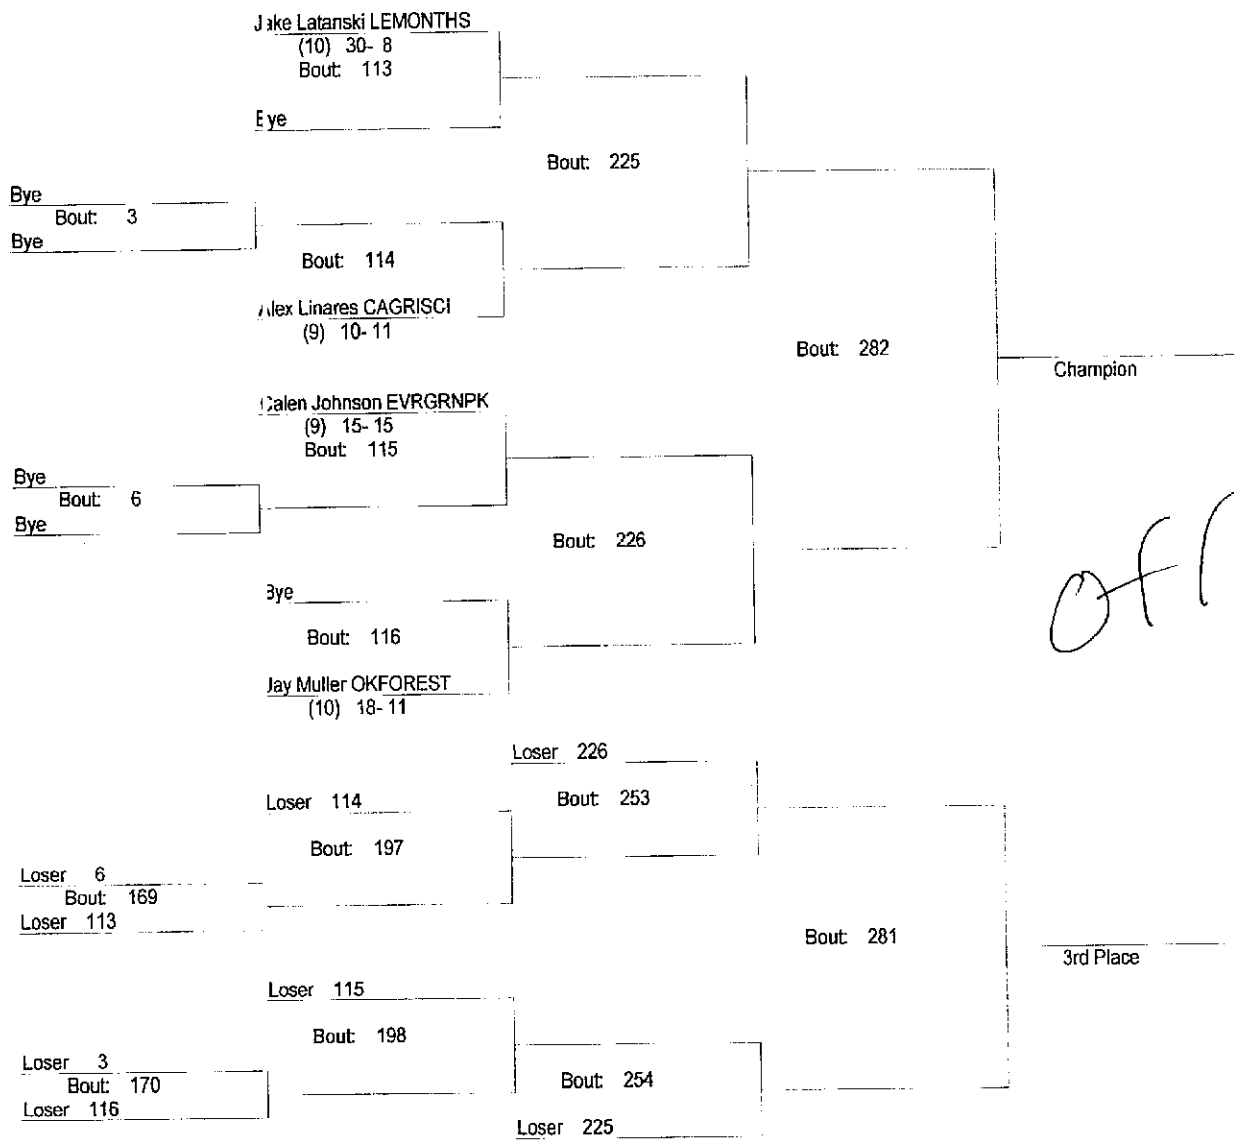 Jake Latanski LEMONTHS
(10) 30- 8
Bout: 113
Bye
Bout: 225
Bye
Bout: 3
Bye
Bout: 114
Alex Linares CAGRISCI
(9) 10- 11
Bout: 282
Champion
Calen Johnson EVRGRNPK
(9) 15- 15
Bout: 115
Bye
Bout: 6
Bye
Bout: 226
Bye
Bout: 116
Jay Muller OKFOREST
(10) 18- 11
Loser 226
Bout: 253
Loser 114
Bout: 197
Loser 6
Bout: 169
Loser 113
Bout: 281
3rd Place
Loser 115
Bout: 198
Loser 3
Bout: 170
Loser 116
Bout: 254
Loser 225